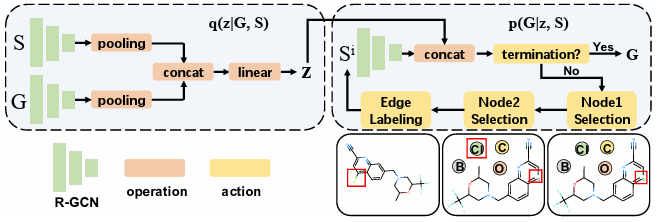 q(z|G, S)
S
pooling
concat
linear
z
G
pooling
p(G|z, S)
Sⁱ
concat
termination?
Yes
G
No
Edge
Labeling
Node2
Selection
Node1
Selection
R-GCN
operation
action
Cl
C
B
O
Cl
C
B
O